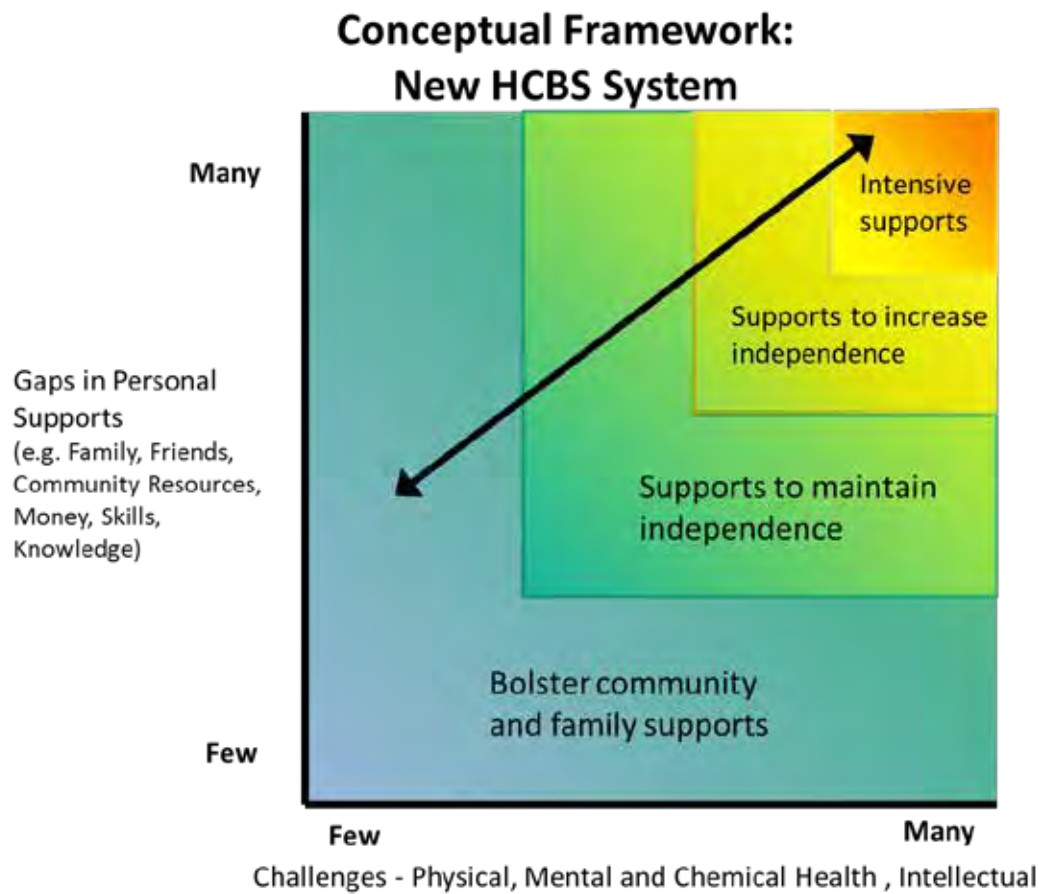 Conceptual Framework:
New HCBS System
Many
Intensive
supports
Supports to increase
independence
Gaps in Personal
Supports
(e.g. Family, Friends,
Community Resources,
Money, Skills,
Knowledge)
Supports to maintain
independence
Bolster community
and family supports
Few
Few
Many
Challenges - Physical, Mental and Chemical Health , Intellectual